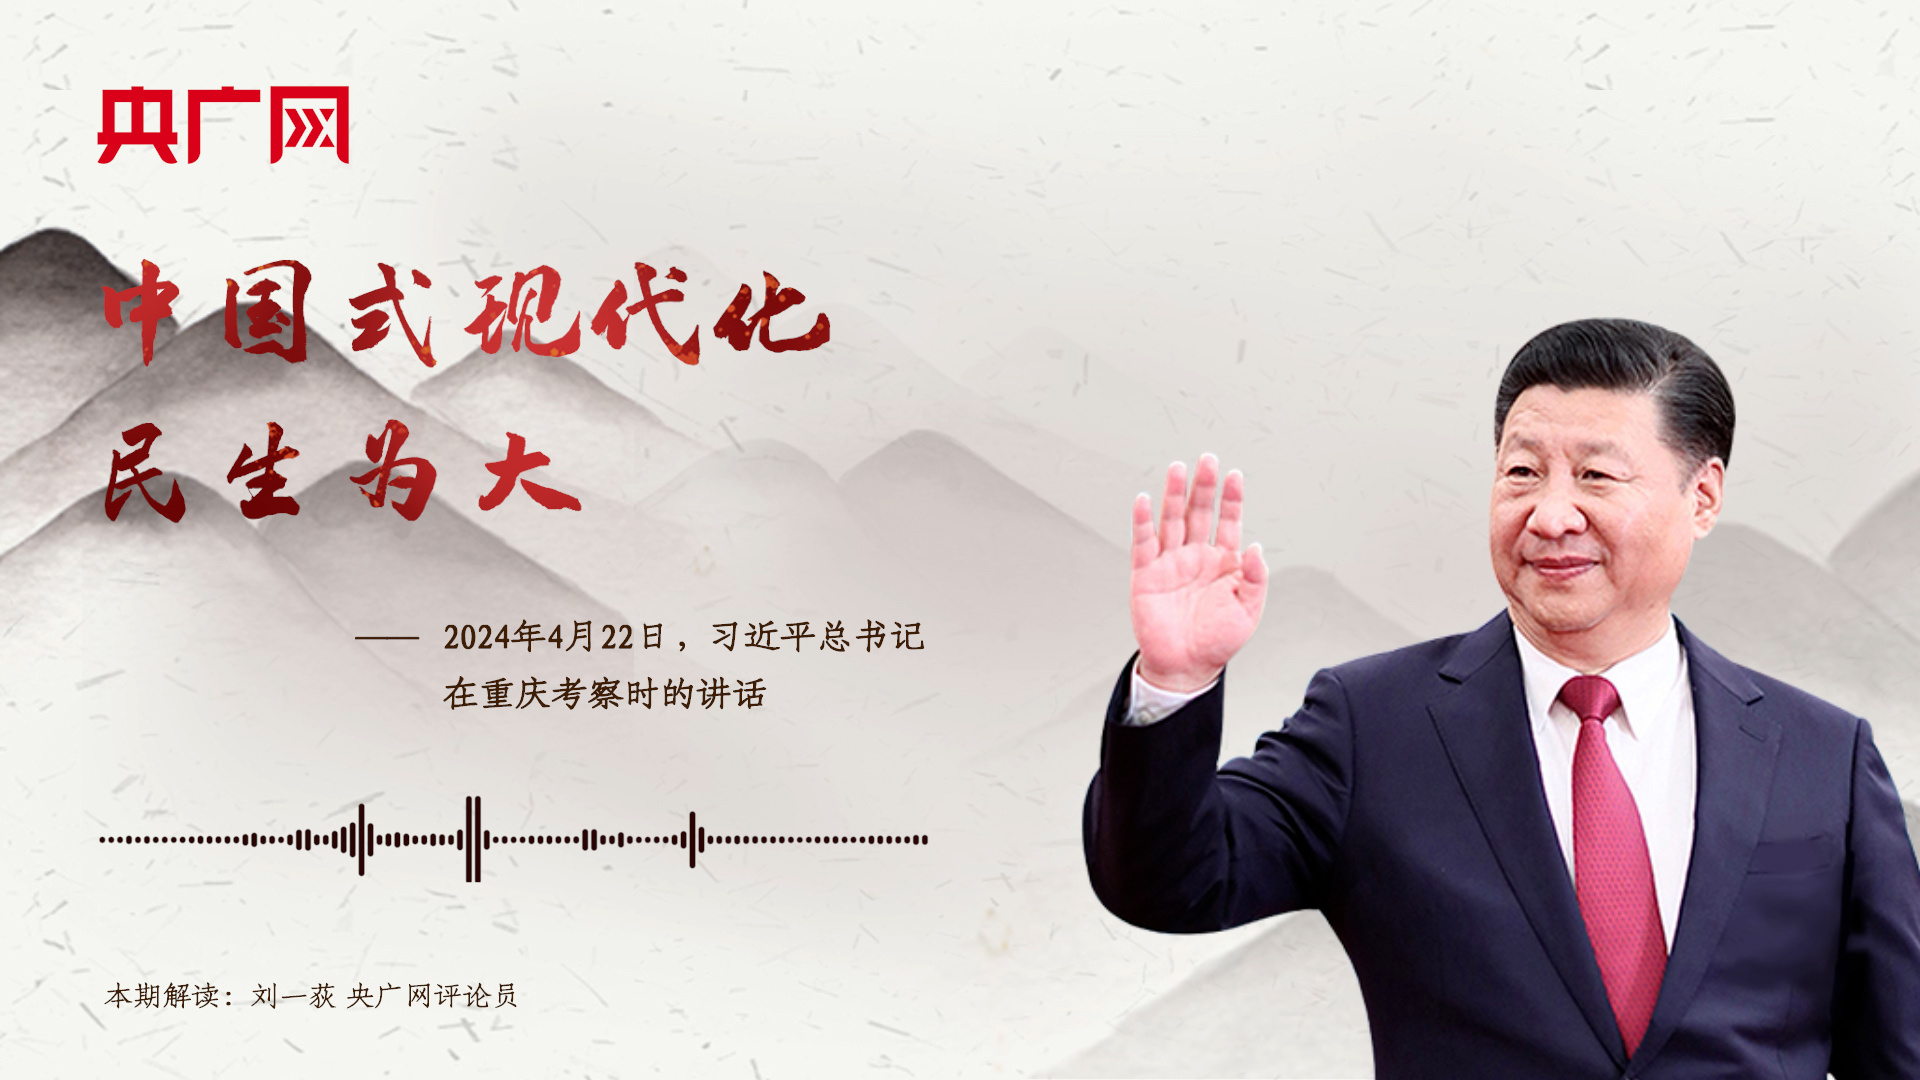 央广网
中国式现代化
民生为大
—— 2024年4月22日，习近平总书记
在重庆考察时的讲话
本期解读：刘一荻 央广网评论员